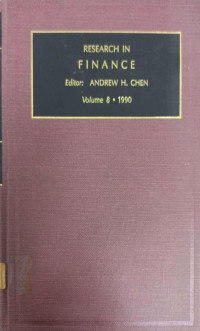 RESEARCH IN
FINANCE
Editor: ANDREW H. CHEN
Volume 8 • 1990